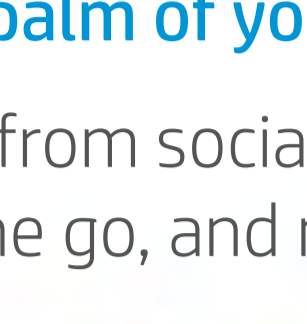 palm of yo
from socia
he go, and r